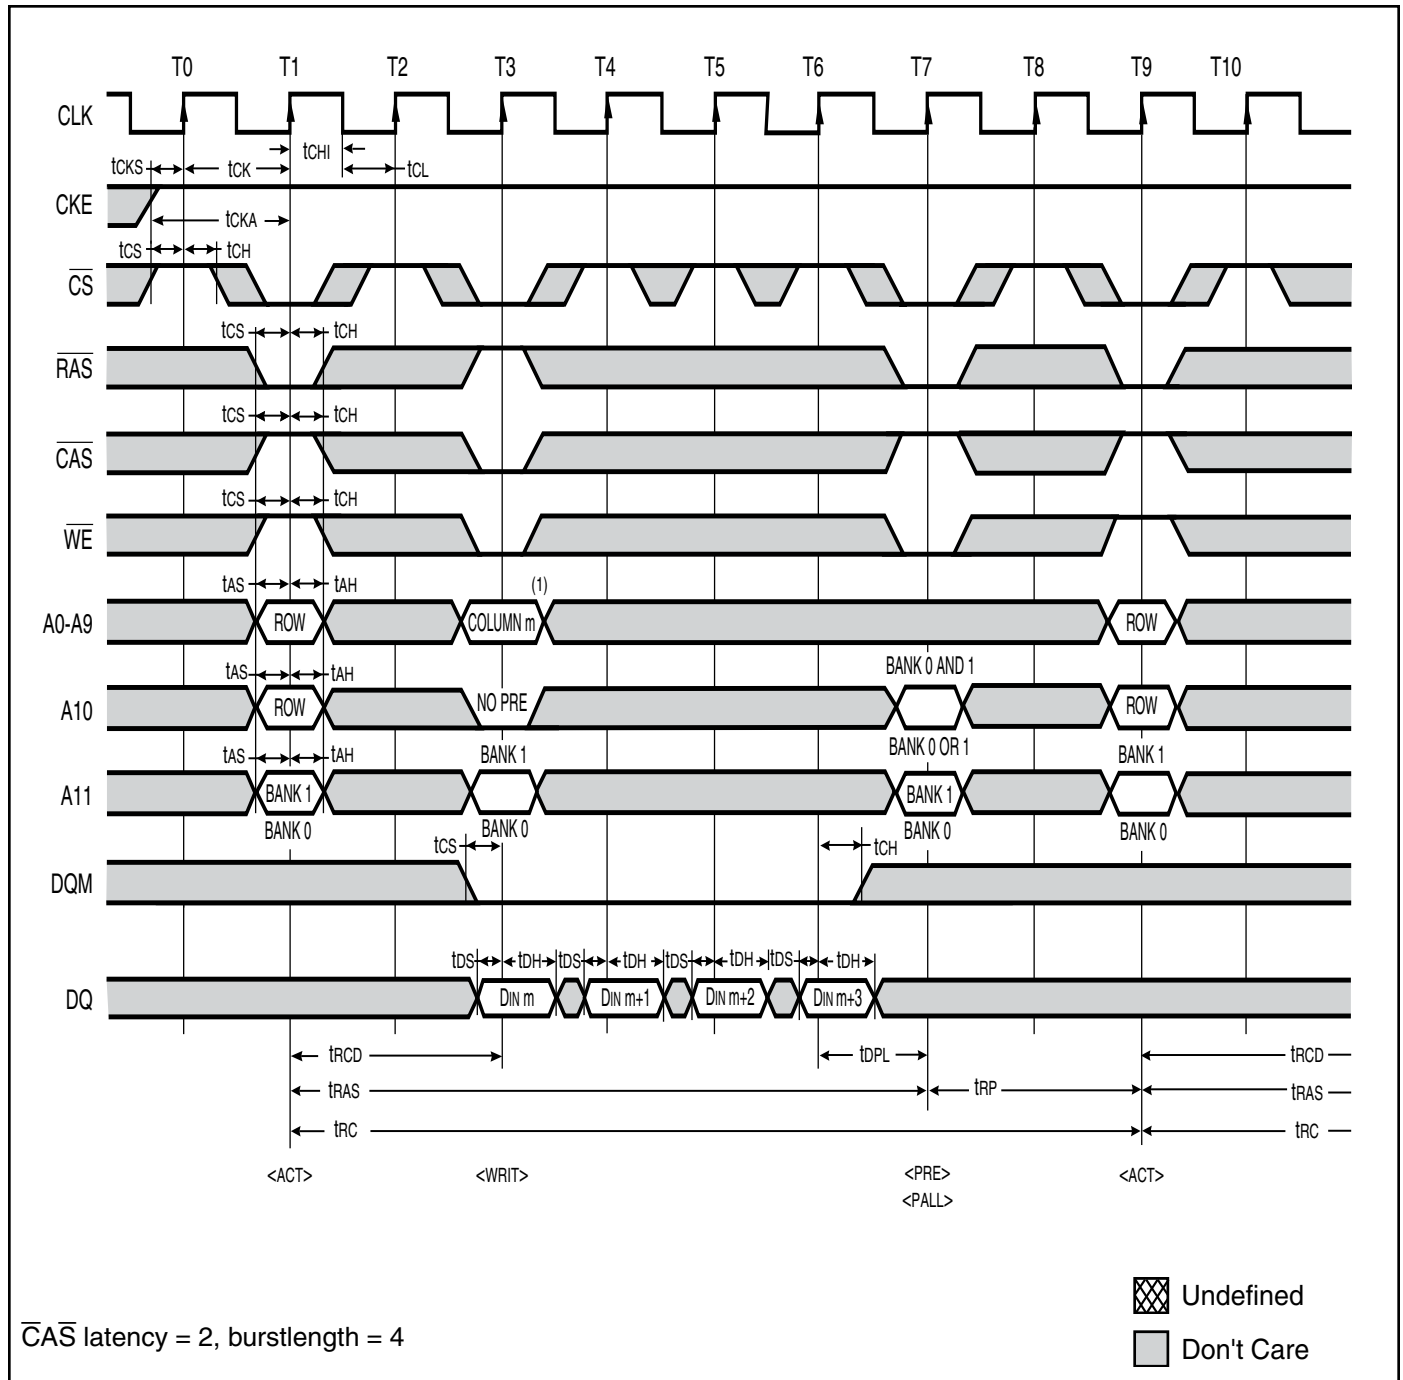 T0 T1 T2 T3 T4 T5 T6 T7 T8 T9 T10
CLK
tCHI
tCKS tCK tCL
CKE
tCKA
tCS tCH
CS
tCS tCH
RAS
tCS tCH
CAS
tCS tCH
WE
tAS tAH (1)
A0-A9 ROW COLUMN m ROW
BANK 0 AND 1
tAS tAH
A10 ROW NO PRE ROW
BANK 0 OR 1
tAS tAH BANK 1 BANK 1
A11 BANK 1 BANK 1
BANK 0 BANK 0 BANK 0 BANK 0
tCS tCH
DQM
tDS tDH tDS tDH tDS tDH tDS tDH
DQ DIN m DIN m+1 DIN m+2 DIN m+3
tRCD tDPL tRCD
tRAS tRP tRAS
tRC tRC
<ACT> <WRIT> <PRE> <ACT>
<PALL>
Undefined
CAS latency = 2, burstlength = 4
Don't Care